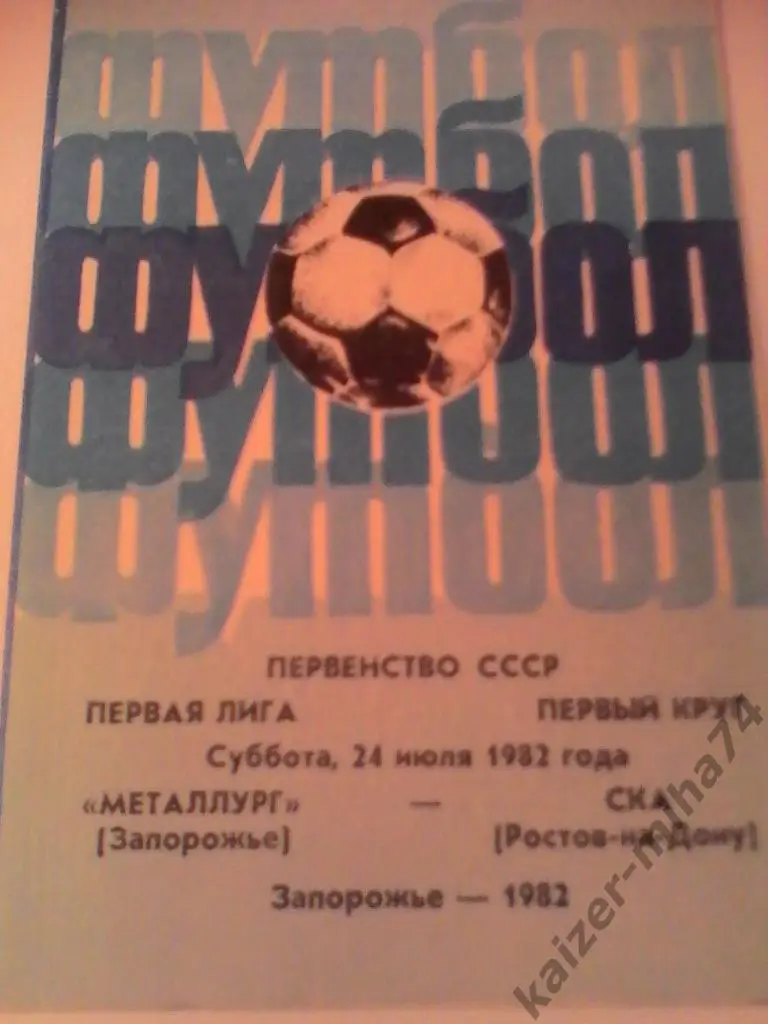 футбол
футбол
футбол
футбол
футбол
ПЕРВЕНСТВО СССР
ПЕРВАЯ ЛИГА ПЕРВЫЙ КРУГ
Суббота, 24 июля 1982 года
«МЕТАЛЛУРГ» — СКА
[Запорожье] [Ростов-на-Дону]
Запорожье — 1982
kaizer-miha74